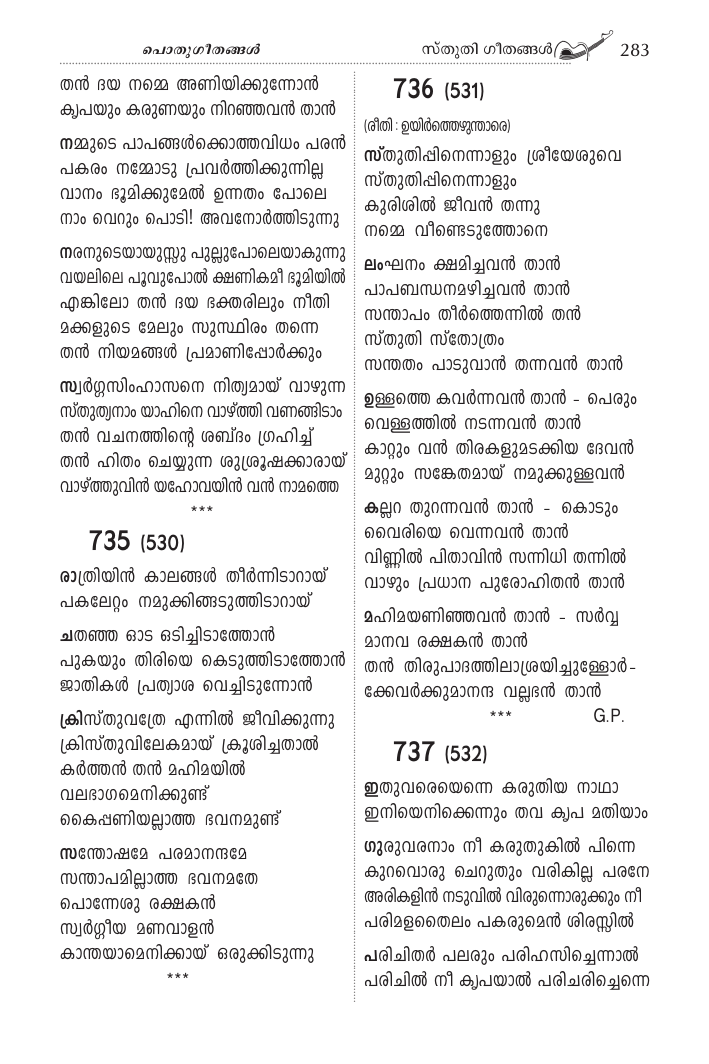 പൊതുഗീതങ്ങൾ
സ്തുതി ഗീതങ്ങൾ 283
തൻ ദയ നമ്മെ അണിയിക്കുന്നോൻ
കൃപയും കരുണയും നിറഞ്ഞവൻ താൻ
നമ്മുടെ പാപങ്ങൾക്കൊത്തവിധം പരൻ
പകരം നമ്മോടു പ്രവർത്തിക്കുന്നില്ല
വാനം ഭൂമിക്കുമേൽ ഉന്നതം പോലെ
നാം വെറും പൊടി! അവനോർത്തിടുന്നു
നരനുടെയായുസ്സു പുല്ലുപോലെയാകുന്നു
വയലിലെ പൂവുപോൽ ക്ഷണികമീ ഭൂമിയിൽ
എങ്കിലോ തൻ ദയ ഭക്തരിലും നീതി
മക്കളുടെ മേലും സുസ്ഥിരം തന്നെ
തൻ നിയമങ്ങൾ പ്രമാണിപ്പോർക്കും
സ്വർഗ്ഗസിംഹാസനെ നിത്യമായ് വാഴുന്ന
സ്തുത്യനാം യാഹിനെ വാഴ്ത്തി വണങ്ങിടാം
തൻ വചനത്തിന്റെ ശബ്ദം ഗ്രഹിച്ച്
തൻ ഹിതം ചെയ്യുന്ന ശുശ്രൂഷക്കാരായ്
വാഴ്ത്തുവിൻ യഹോവയിൻ വൻ നാമത്തെ
***
735 (530)
രാത്രിയിൻ കാലങ്ങൾ തീർന്നിടാറായ്
പകലേറ്റം നമുക്കിങ്ങടുത്തിടാറായ്
ചതഞ്ഞ ഓട ഒടിച്ചിടാത്തോൻ
പുകയും തിരിയെ കെടുത്തിടാത്തോൻ
ജാതികൾ പ്രത്യാശ വെച്ചിടുന്നോൻ
ക്രിസ്തുവത്രേ എന്നിൽ ജീവിക്കുന്നു
ക്രിസ്തുവിലേകമായ് ക്രൂശിച്ചതാൽ
കർത്തൻ തൻ മഹിമയിൽ
വലഭാഗമെനിക്കുണ്ട്
കൈപ്പണിയല്ലാത്ത ഭവനമുണ്ട്
സന്തോഷമേ പരമാനന്ദമേ
സന്താപമില്ലാത്ത ഭവനമതേ
പൊന്നേശു രക്ഷകൻ
സ്വർഗ്ഗീയ മണവാളൻ
കാന്തയാമെനിക്കായ് ഒരുക്കിടുന്നു
***
736 (531)
(രീതി : ഉയിർത്തെഴുന്താരെ)
സ്തുതിപ്പിനെന്നാളും ശ്രീയേശുവെ
സ്തുതിപ്പിനെന്നാളും
കുരിശിൽ ജീവൻ തന്നു
നമ്മെ വീണ്ടെടുത്തോനെ
ലംഘനം ക്ഷമിച്ചവൻ താൻ
പാപബന്ധനമഴിച്ചവൻ താൻ
സന്താപം തീർത്തെന്നിൽ തൻ
സ്തുതി സ്തോത്രം
സന്തതം പാടുവാൻ തന്നവൻ താൻ
ഉള്ളത്തെ കവർന്നവൻ താൻ - പെരും
വെള്ളത്തിൽ നടന്നവൻ താൻ
കാറ്റും വൻ തിരകളുമടക്കിയ ദേവൻ
മുറ്റും സങ്കേതമായ് നമുക്കുള്ളവൻ
കല്ലറ തുറന്നവൻ താൻ - കൊടും
വൈരിയെ വെന്നവൻ താൻ
വിണ്ണിൽ പിതാവിൻ സന്നിധി തന്നിൽ
വാഴും പ്രധാന പുരോഹിതൻ താൻ
മഹിമയണിഞ്ഞവൻ താൻ - സർവ്വ
മാനവ രക്ഷകൻ താൻ
തൻ തിരുപാദത്തിലാശ്രയിച്ചുള്ളോർ-
ക്കേവർക്കുമാനന്ദ വല്ലഭൻ താൻ
*** G.P.
737 (532)
ഇതുവരെയെന്നെ കരുതിയ നാഥാ
ഇനിയെനിക്കെന്നും തവ കൃപ മതിയാം
ഗുരുവരനാം നീ കരുതുകിൽ പിന്നെ
കുറവൊരു ചെറുതും വരികില്ല പരനേ
അരികളിൻ നടുവിൽ വിരുന്നൊരുക്കും നീ
പരിമളതൈലം പകരുമെൻ ശിരസ്സിൽ
പരിചിതർ പലരും പരിഹസിച്ചെന്നാൽ
പരിചിൽ നീ കൃപയാൽ പരിചരിച്ചെന്നെ